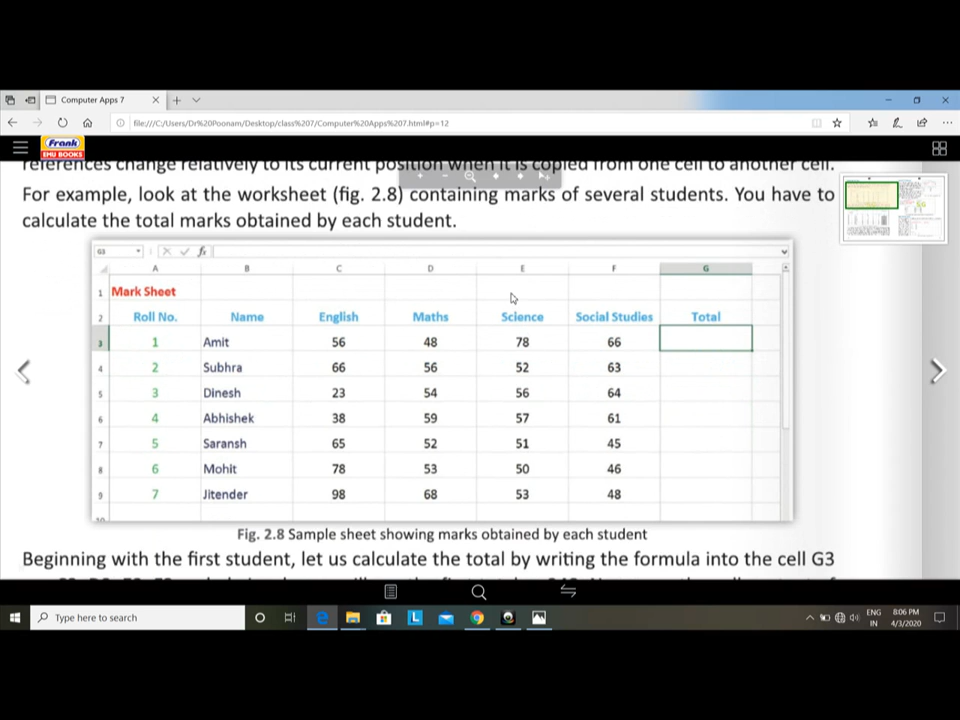 Computer Apps 7
file:///C:/Users/Dr%20Poonam/Desktop/class%207/Computer%20Apps%207.html#p=12
Frank
EMU BOOKS
references change relatively to its current position when it is copied from one cell to another cell.
For example, look at the worksheet (fig. 2.8) containing marks of several students. You have to
calculate the total marks obtained by each student.
G3 fx
A B C D E F G
1 Mark Sheet
2 Roll No. Name English Maths Science Social Studies Total
3 1 Amit 56 48 78 66
4 2 Subhra 66 56 52 63
5 3 Dinesh 23 54 56 64
6 4 Abhishek 38 59 57 61
7 5 Saransh 65 52 51 45
8 6 Mohit 78 53 50 46
9 7 Jitender 98 68 53 48
Fig. 2.8 Sample sheet showing marks obtained by each student
Beginning with the first student, let us calculate the total by writing the formula into the cell G3
Type here to search
ENG 8:06 PM
IN 4/3/2020